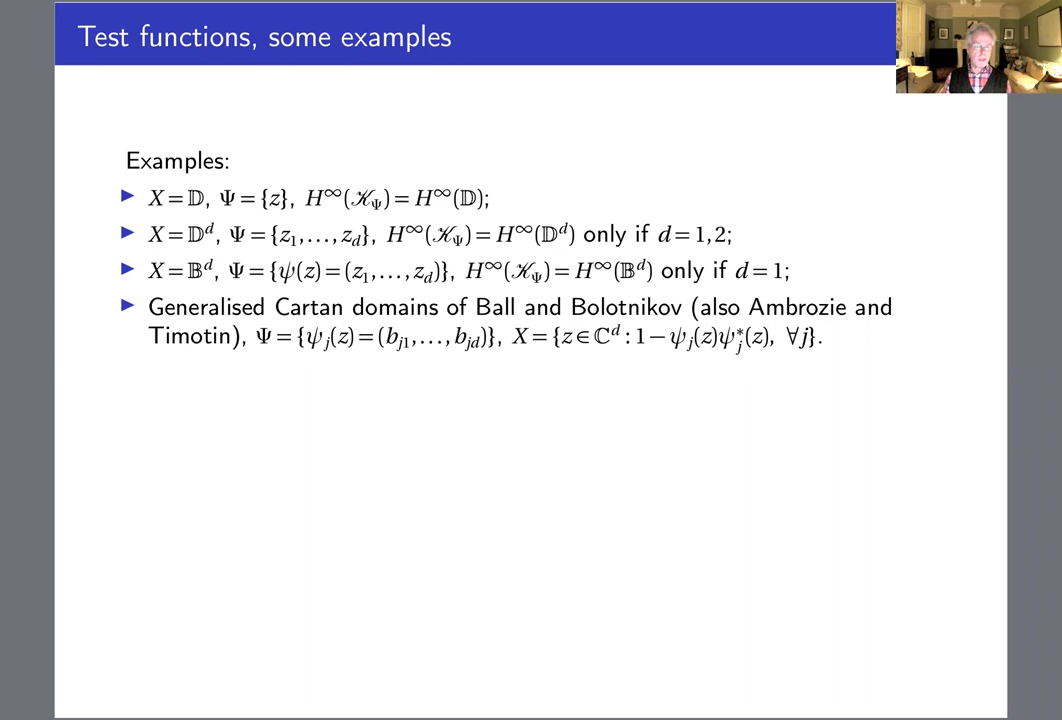 Test functions, some examples
Examples:
▶ X = 𝔻, Ψ = {z}, H^∞(𝒦_Ψ) = H^∞(𝔻);
▶ X = 𝔻^d, Ψ = {z_1,…,z_d}, H^∞(𝒦_Ψ) = H^∞(𝔻^d) only if d = 1,2;
▶ X = 𝔹^d, Ψ = {ψ(z) = (z_1,…,z_d)}, H^∞(𝒦_Ψ) = H^∞(𝔹^d) only if d = 1;
▶ Generalised Cartan domains of Ball and Bolotnikov (also Ambrozie and
Timotin), Ψ = {ψ_j(z) = (b_{j1},…,b_{jd})}, X = {z ∈ ℂ^d : 1 − ψ_j(z)ψ_j^*(z), ∀j}.